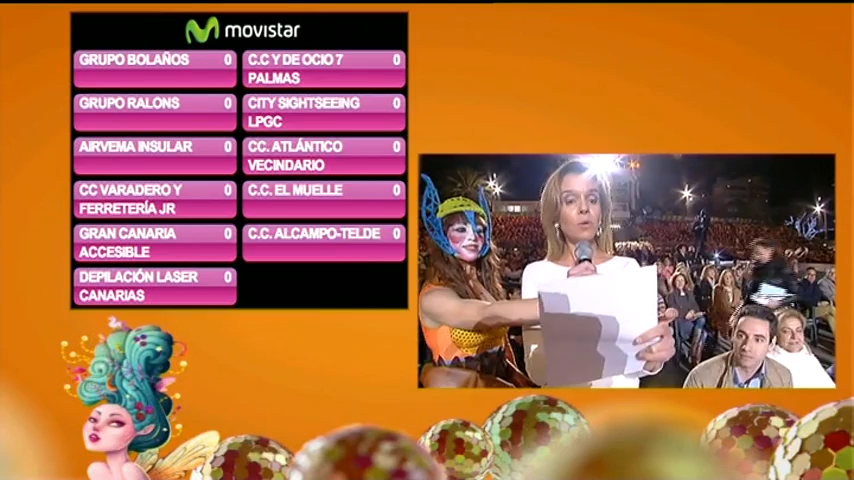 movistar
GRUPO BOLAÑOS 0
C.C Y DE OCIO 7 0
PALMAS
GRUPO RALONS 0
CITY SIGHTSEEING 0
LPGC
AIRVEMA INSULAR 0
CC. ATLÁNTICO 0
VECINDARIO
CC VARADERO Y 0
FERRETERÍA JR
C.C. EL MUELLE 0
GRAN CANARIA 0
ACCESIBLE
C.C. ALCAMPO-TELDE 0
DEPILACIÓN LASER 0
CANARIAS